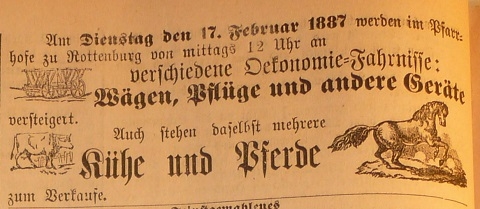 Am Dienstag den 17. Februar 1887 werden im Pfarr-
hofe zu Rottenburg von mittags 12 Uhr an
verschiedene Oekonomie-Fahrnisse:
Wägen, Pflüge und andere Geräte
versteigert.
Auch stehen daselbst mehrere
Kühe und Pferde
zum Verkaufe.